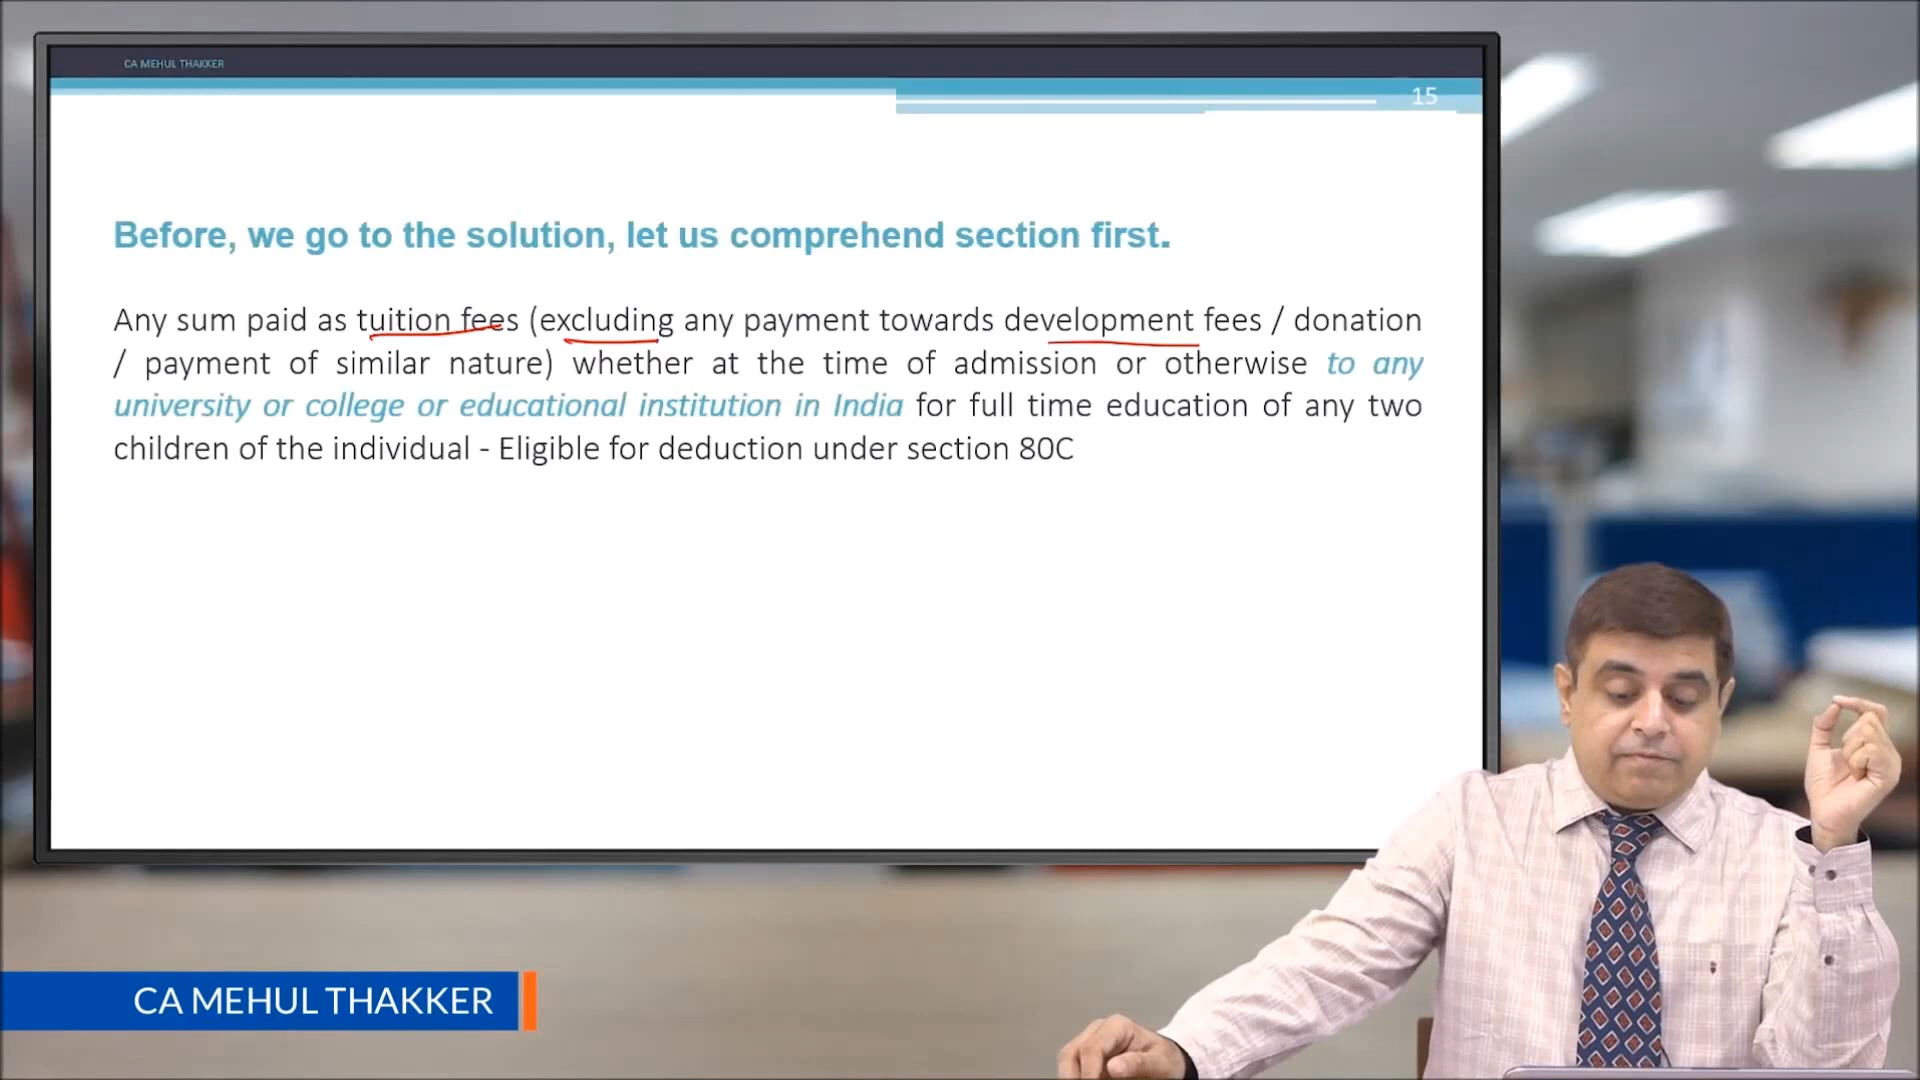 CA MEHUL THAKKER
15
Before, we go to the solution, let us comprehend section first.
Any sum paid as tuition fees (excluding any payment towards development fees / donation
/ payment of similar nature) whether at the time of admission or otherwise to any
university or college or educational institution in India for full time education of any two
children of the individual - Eligible for deduction under section 80C
CA MEHUL THAKKER